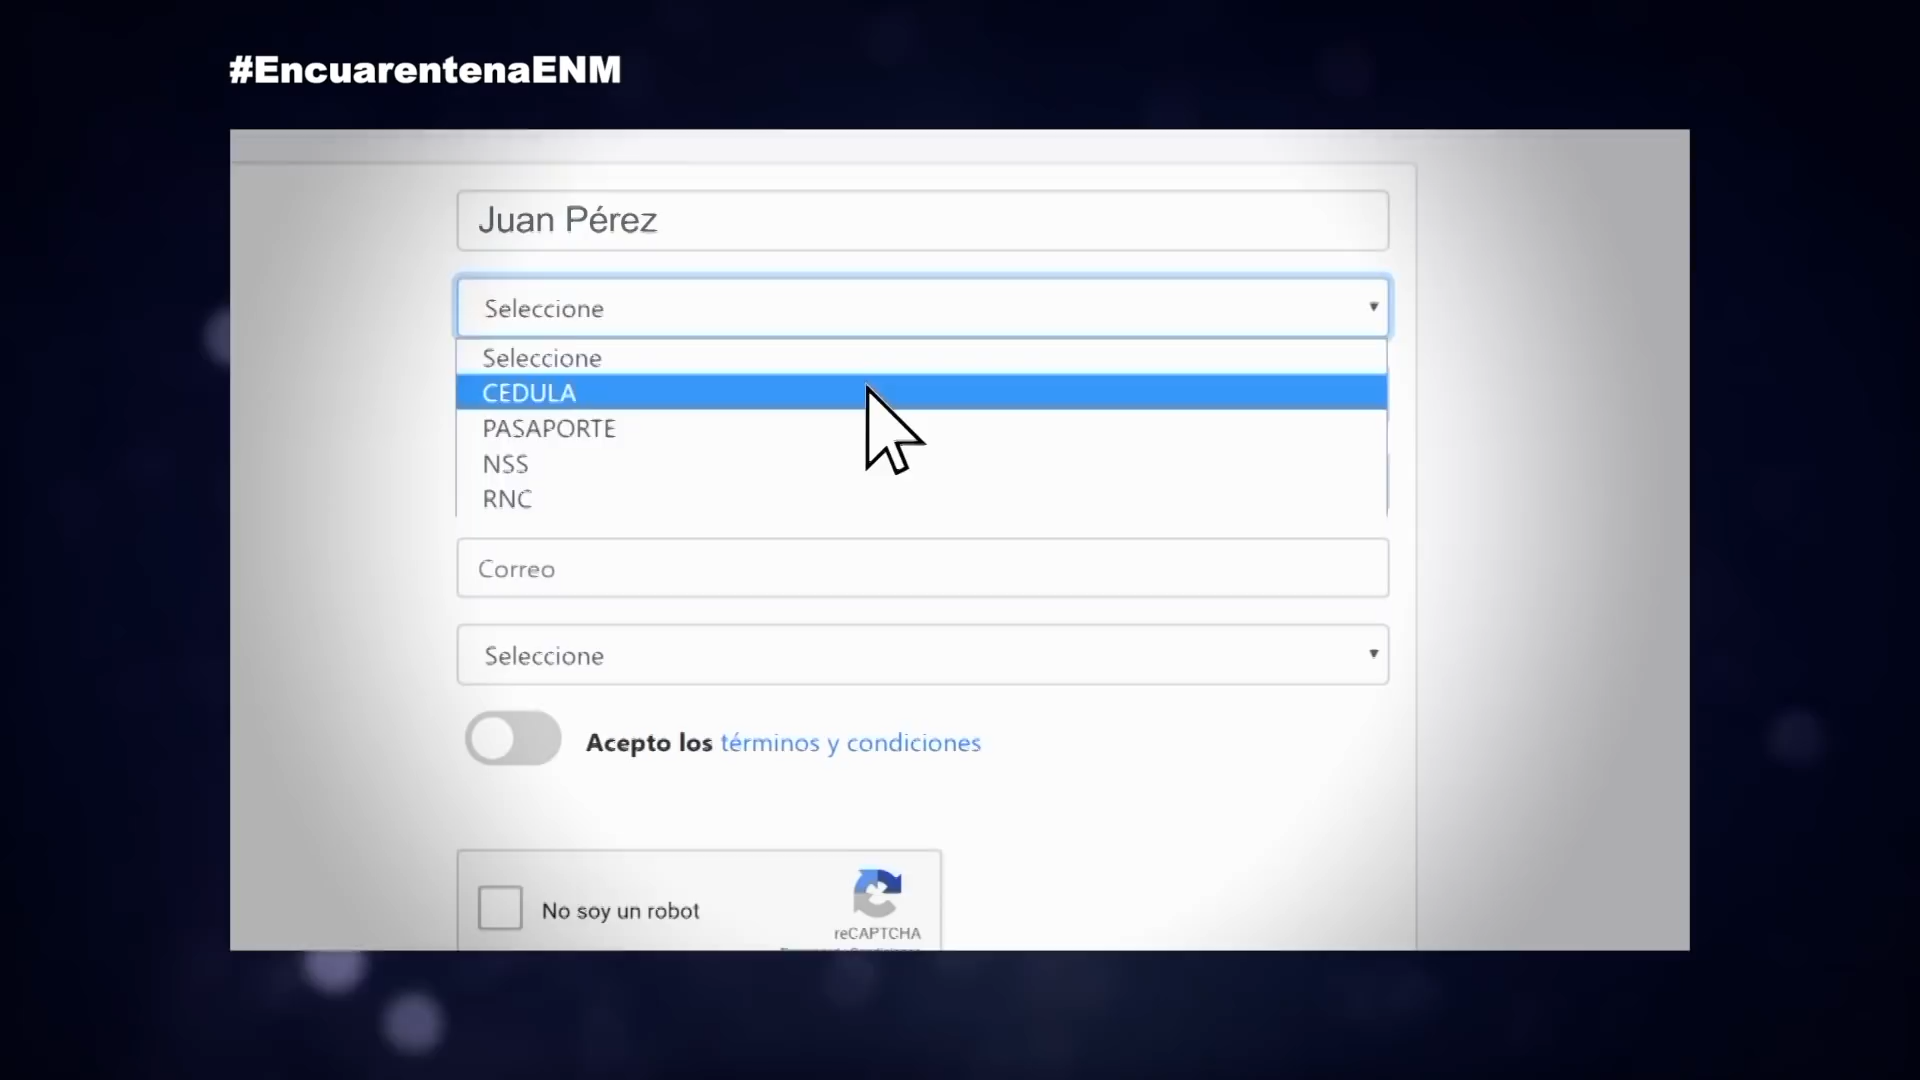 #EncuarentenaENM
Juan Pérez
Seleccione
Seleccione
CEDULA
PASAPORTE
NSS
RNC
Correo
Seleccione
Acepto los términos y condiciones
No soy un robot
reCAPTCHA